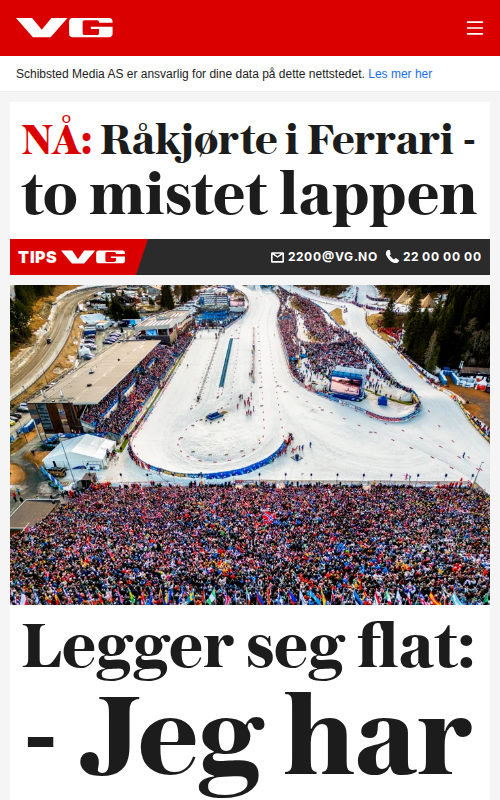 VG
Schibsted Media AS er ansvarlig for dine data på dette nettstedet. Les mer her
NÅ: Råkjørte i Ferrari -
to mistet lappen
TIPS VG
2200@VG.NO 22 00 00 00
Legger seg flat:
- Jeg har